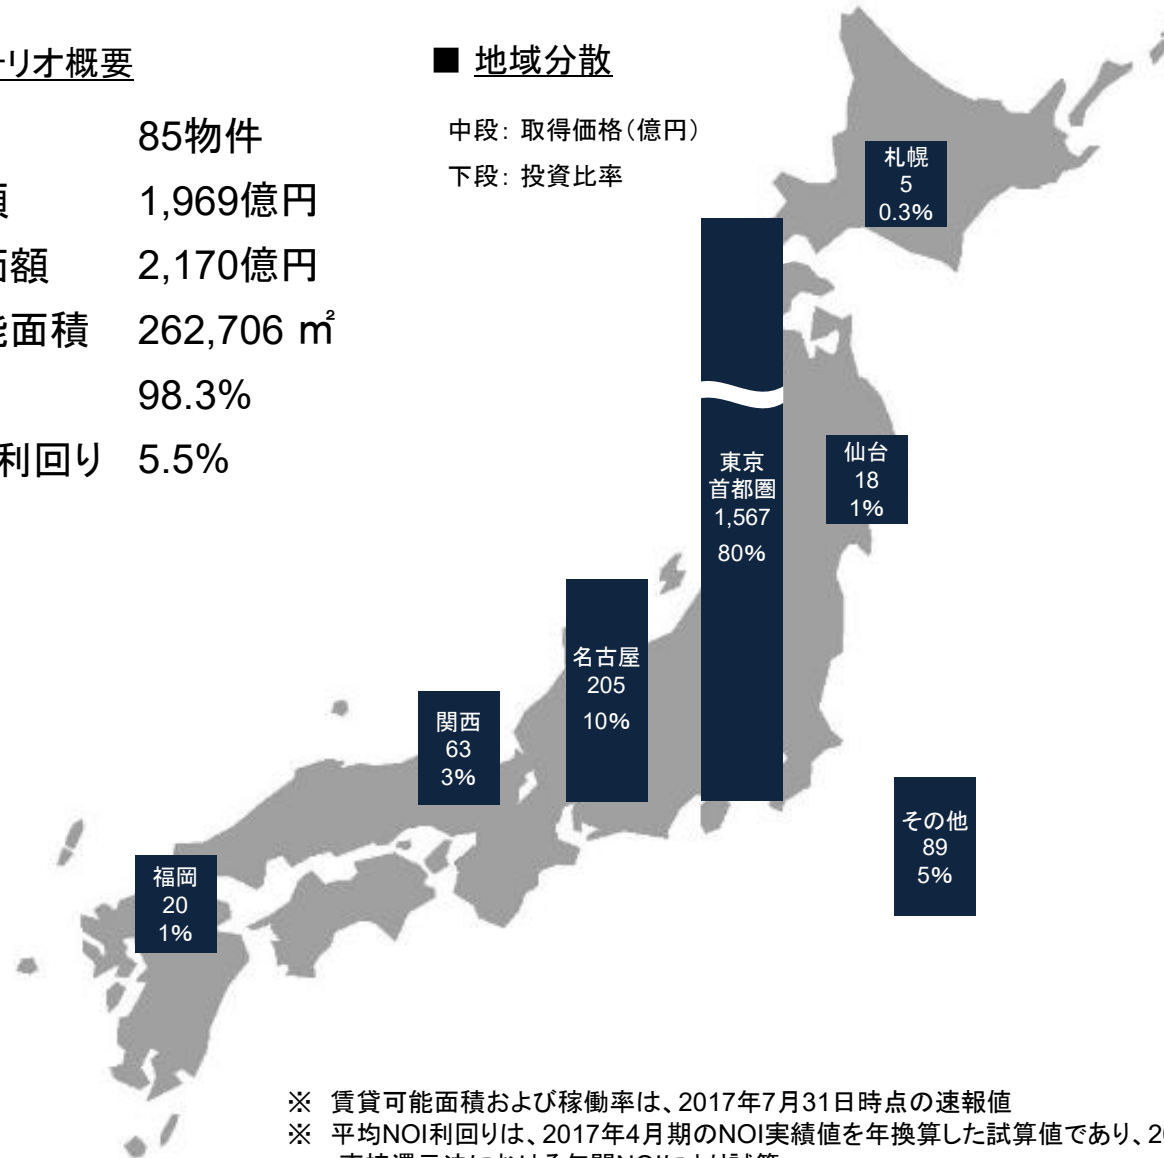 リオ概要
85物件
額 1,969億円
価額 2,170億円
能面積 262,706 ㎡
98.3%
利回り 5.5%
■ 地域分散
中段： 取得価格（億円）
下段： 投資比率
札幌
5
0.3%
仙台
18
1%
東京
首都圏
1,567
80%
名古屋
205
10%
関西
63
3%
福岡
20
1%
その他
89
5%
※ 賃貸可能面積および稼働率は、2017年7月31日時点の速報値
※ 平均NOI利回りは、2017年4月期のNOI実績値を年換算した試算値であり、2